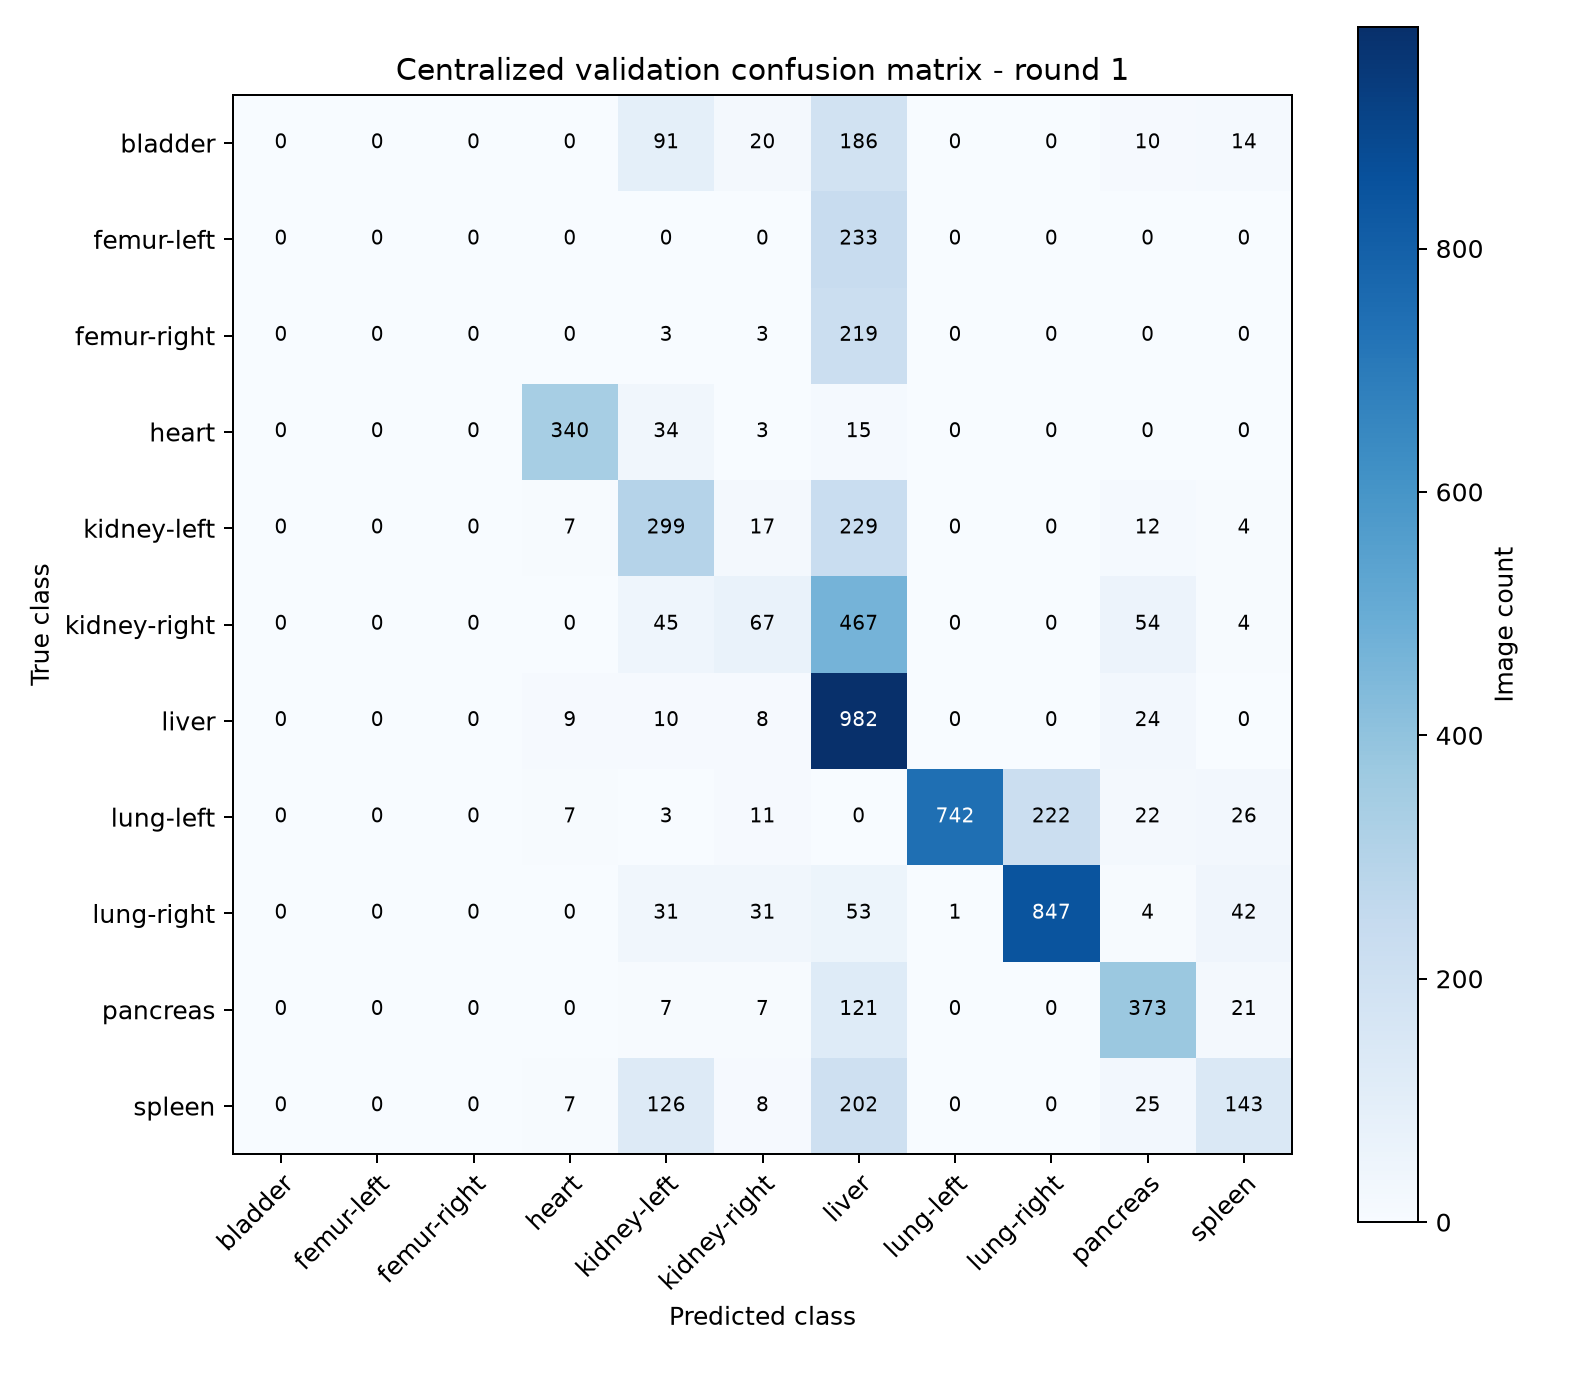 Centralized validation confusion matrix - round 1
bladder 0 0 0 0 91 20 186 0 0 10 14
femur-left 0 0 0 0 0 0 233 0 0 0 0
femur-right 0 0 0 0 3 3 219 0 0 0 0
heart 0 0 0 340 34 3 15 0 0 0 0
kidney-left 0 0 0 7 299 17 229 0 0 12 4
kidney-right 0 0 0 0 45 67 467 0 0 54 4
liver 0 0 0 9 10 8 982 0 0 24 0
lung-left 0 0 0 7 3 11 0 742 222 22 26
lung-right 0 0 0 0 31 31 53 1 847 4 42
pancreas 0 0 0 0 7 7 121 0 0 373 21
spleen 0 0 0 7 126 8 202 0 0 25 143
True class
bladder femur-left femur-right heart kidney-left kidney-right liver lung-left lung-right pancreas spleen
Predicted class
800
600
400
200
0
Image count